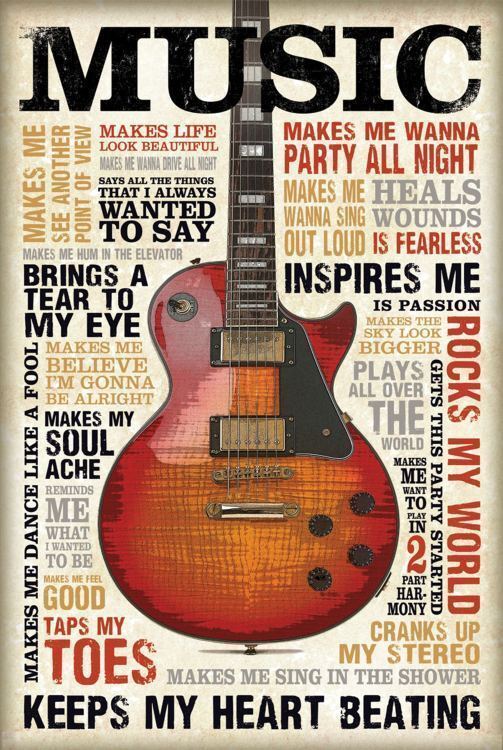 MUSIC
MAKES ME
SEE ANOTHER
POINT OF VIEW
MAKES LIFE
LOOK BEAUTIFUL
MAKES ME WANNA DRIVE ALL NIGHT
SAYS ALL THE THINGS
THAT I ALWAYS
WANTED
TO SAY
MAKES ME HUM IN THE ELEVATOR
BRINGS A
TEAR TO
MY EYE
MAKES ME DANCE LIKE A FOOL
MAKES ME
BELIEVE
I'M GONNA
BE ALRIGHT
MAKES MY
SOUL
ACHE
REMINDS
ME
WHAT
I WANTED
TO BE
MAKES ME FEEL
GOOD
TAPS MY
TOES
MAKES ME WANNA
PARTY ALL NIGHT
MAKES ME
WANNA SING
OUT LOUD
HEALS
WOUNDS
IS FEARLESS
INSPIRES ME
IS PASSION
MAKES THE
SKY LOOK
BIGGER
ROCKS MY WORLD
PLAYS
ALL OVER
THE
WORLD
GETS THIS PARTY STARTED
MAKES
ME
WANT
TO
PLAY
IN
2
PART
HAR-
MONY
CRANKS UP
MY STEREO
MAKES ME SING IN THE SHOWER
KEEPS MY HEART BEATING